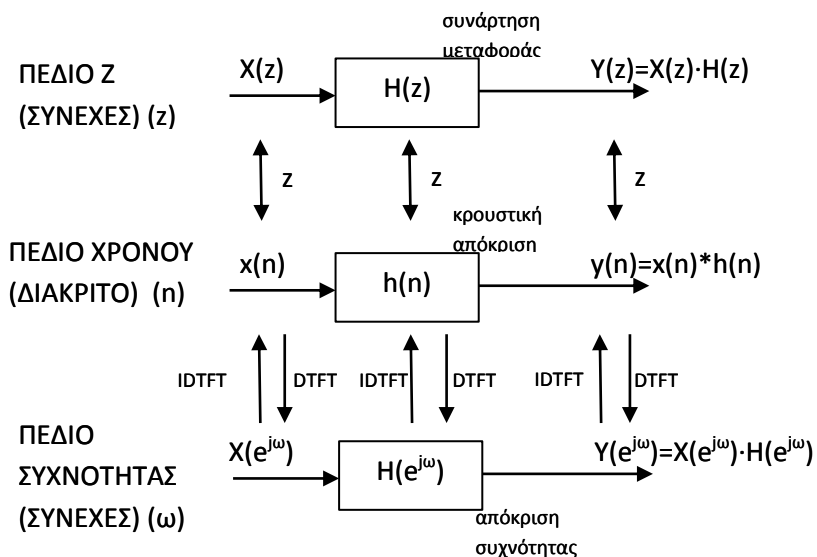 συνάρτηση
μεταφοράς
ΠΕΔΙΟ Ζ
(ΣΥΝΕΧΕΣ) (z)
X(z)
H(z)
Y(z)=X(z)·H(z)
z
z
z
κρουστική
απόκριση
ΠΕΔΙΟ ΧΡΟΝΟΥ
(ΔΙΑΚΡΙΤΟ) (n)
x(n)
h(n)
y(n)=x(n)*h(n)
IDTFT
DTFT
IDTFT
DTFT
IDTFT
DTFT
ΠΕΔΙΟ
ΣΥΧΝΟΤΗΤΑΣ
(ΣΥΝΕΧΕΣ) (ω)
X(e^jω)
H(e^jω)
Y(e^jω)=X(e^jω)·H(e^jω)
απόκριση
συχνότητας